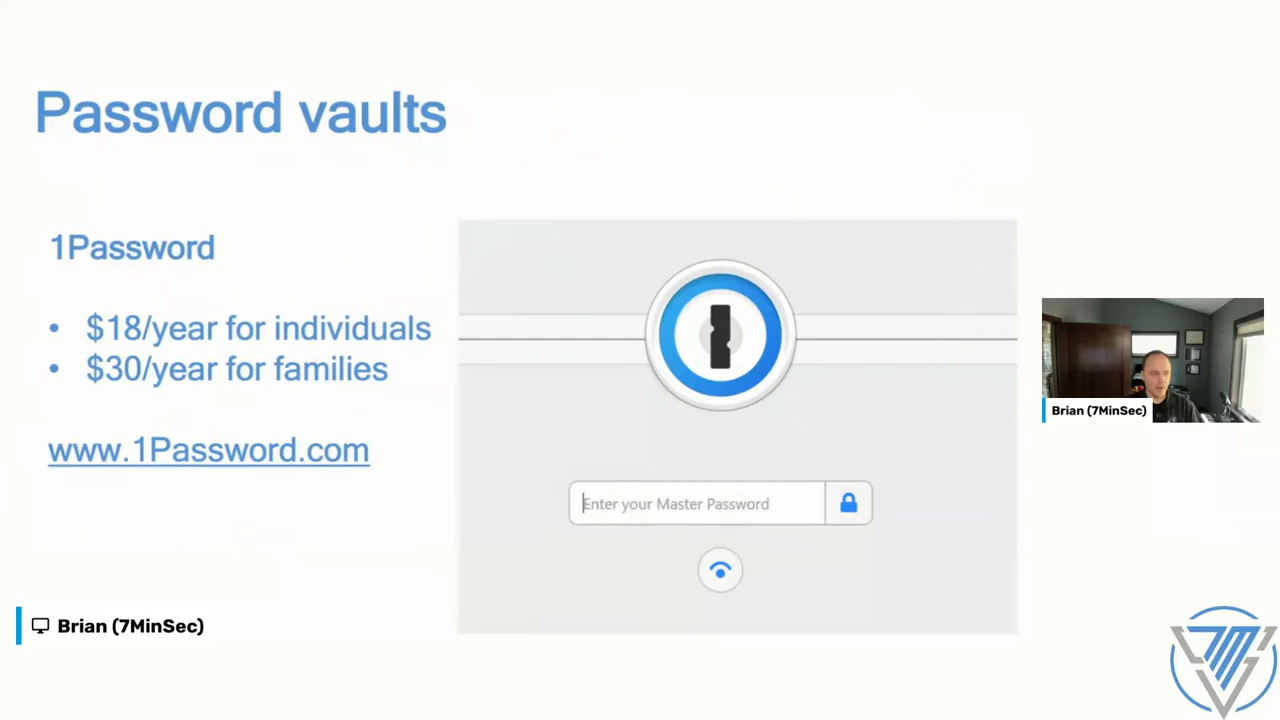 Password vaults
1Password
• $18/year for individuals
• $30/year for families
www.1Password.com
Enter your Master Password
Brian (7MinSec)
Brian (7MinSec)
7MS